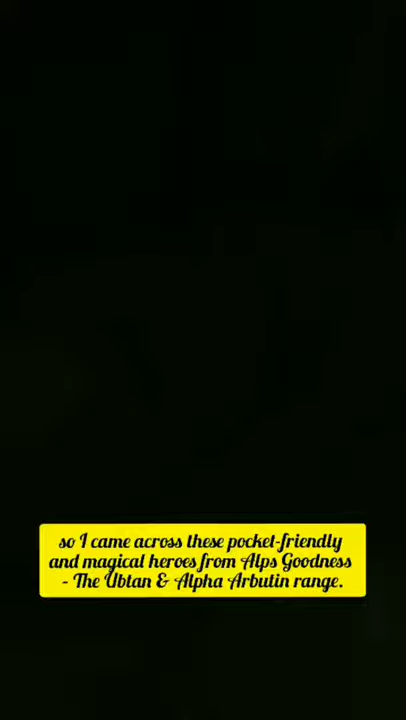 so I came across these pocket-friendly
and magical heroes from Alps Goodness
- The Ubtan & Alpha Arbutin range.